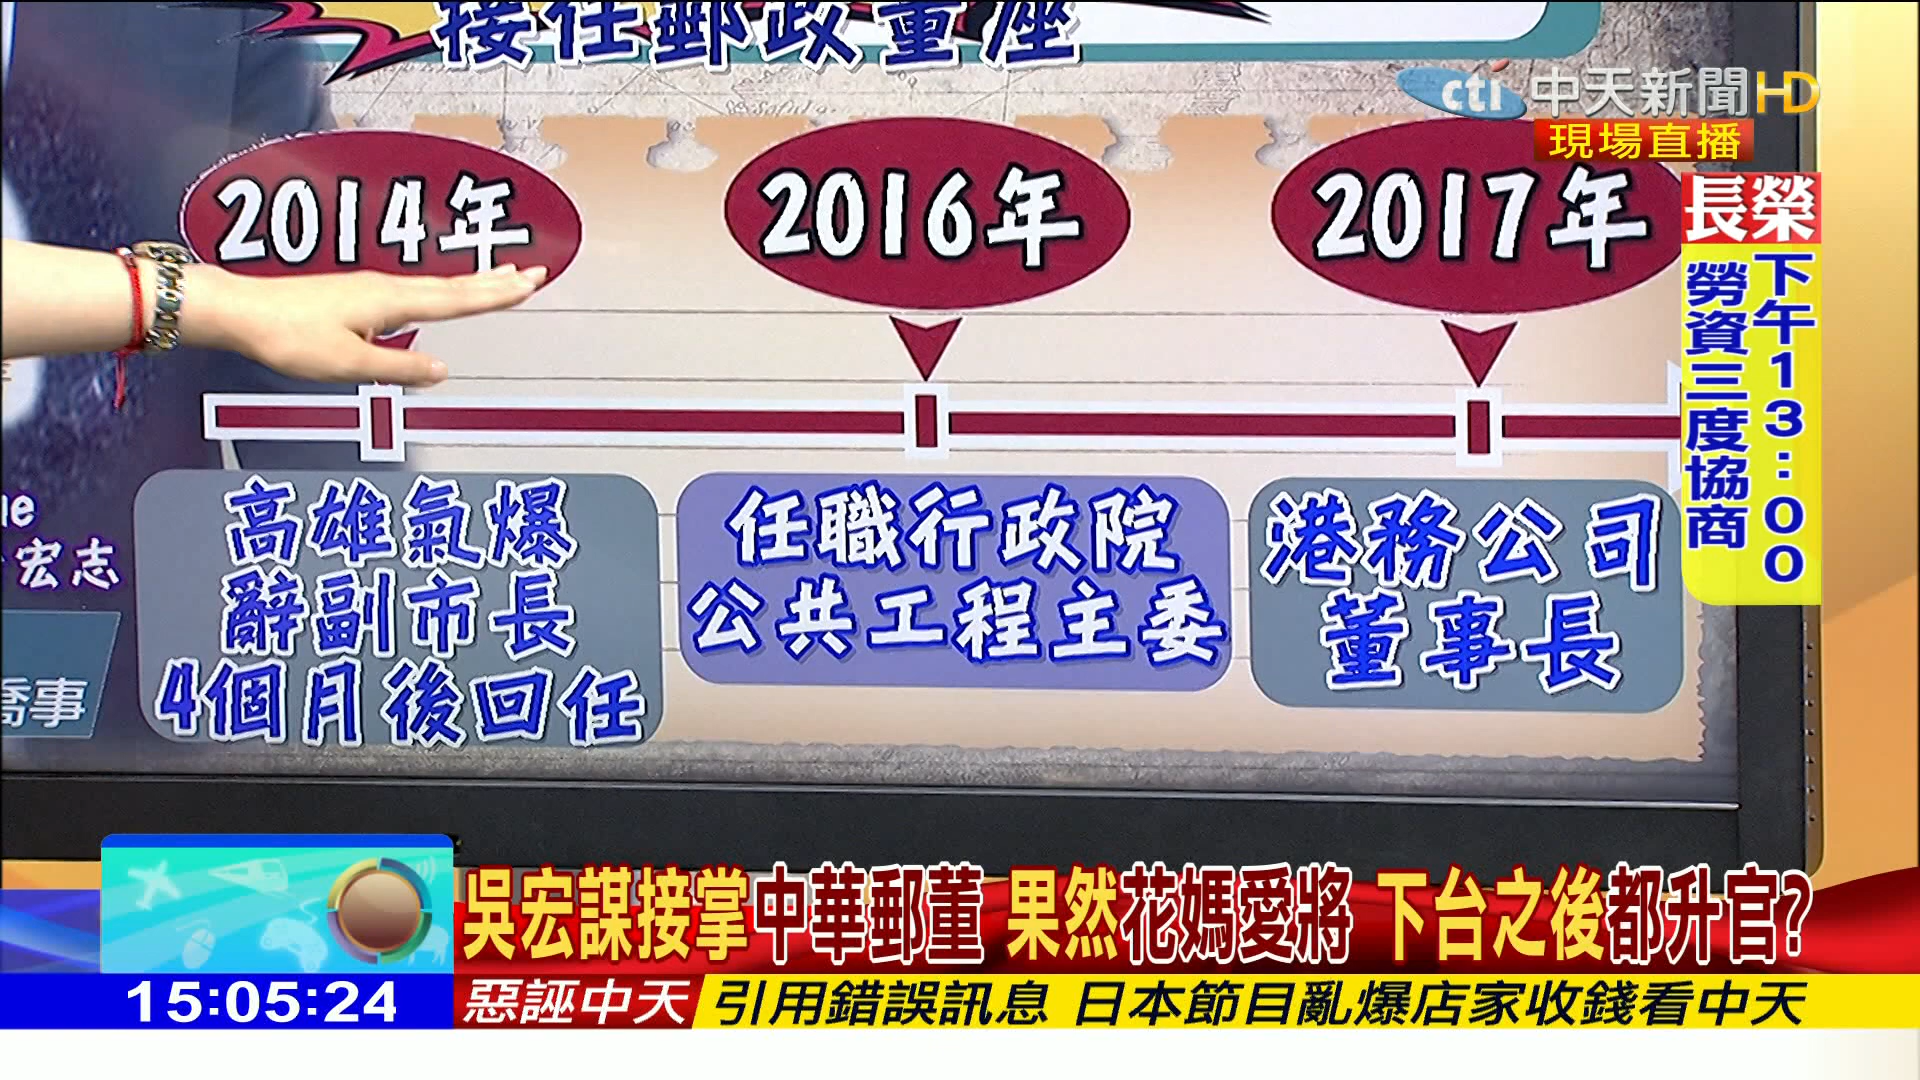 接任郵政董座
cti 中天新聞HD
現場直播
2014年
2016年
2017年
長榮
下午13:00
勞資三度協商
高雄氣爆
辭副市長
4個月後回任
任職行政院
公共工程主委
港務公司
董事長
宏志
喬事
吳宏謀接掌中華郵董 果然花媽愛將 下台之後都升官?
15:05:24
惡誣中天
引用錯誤訊息 日本節目亂爆店家收錢看中天